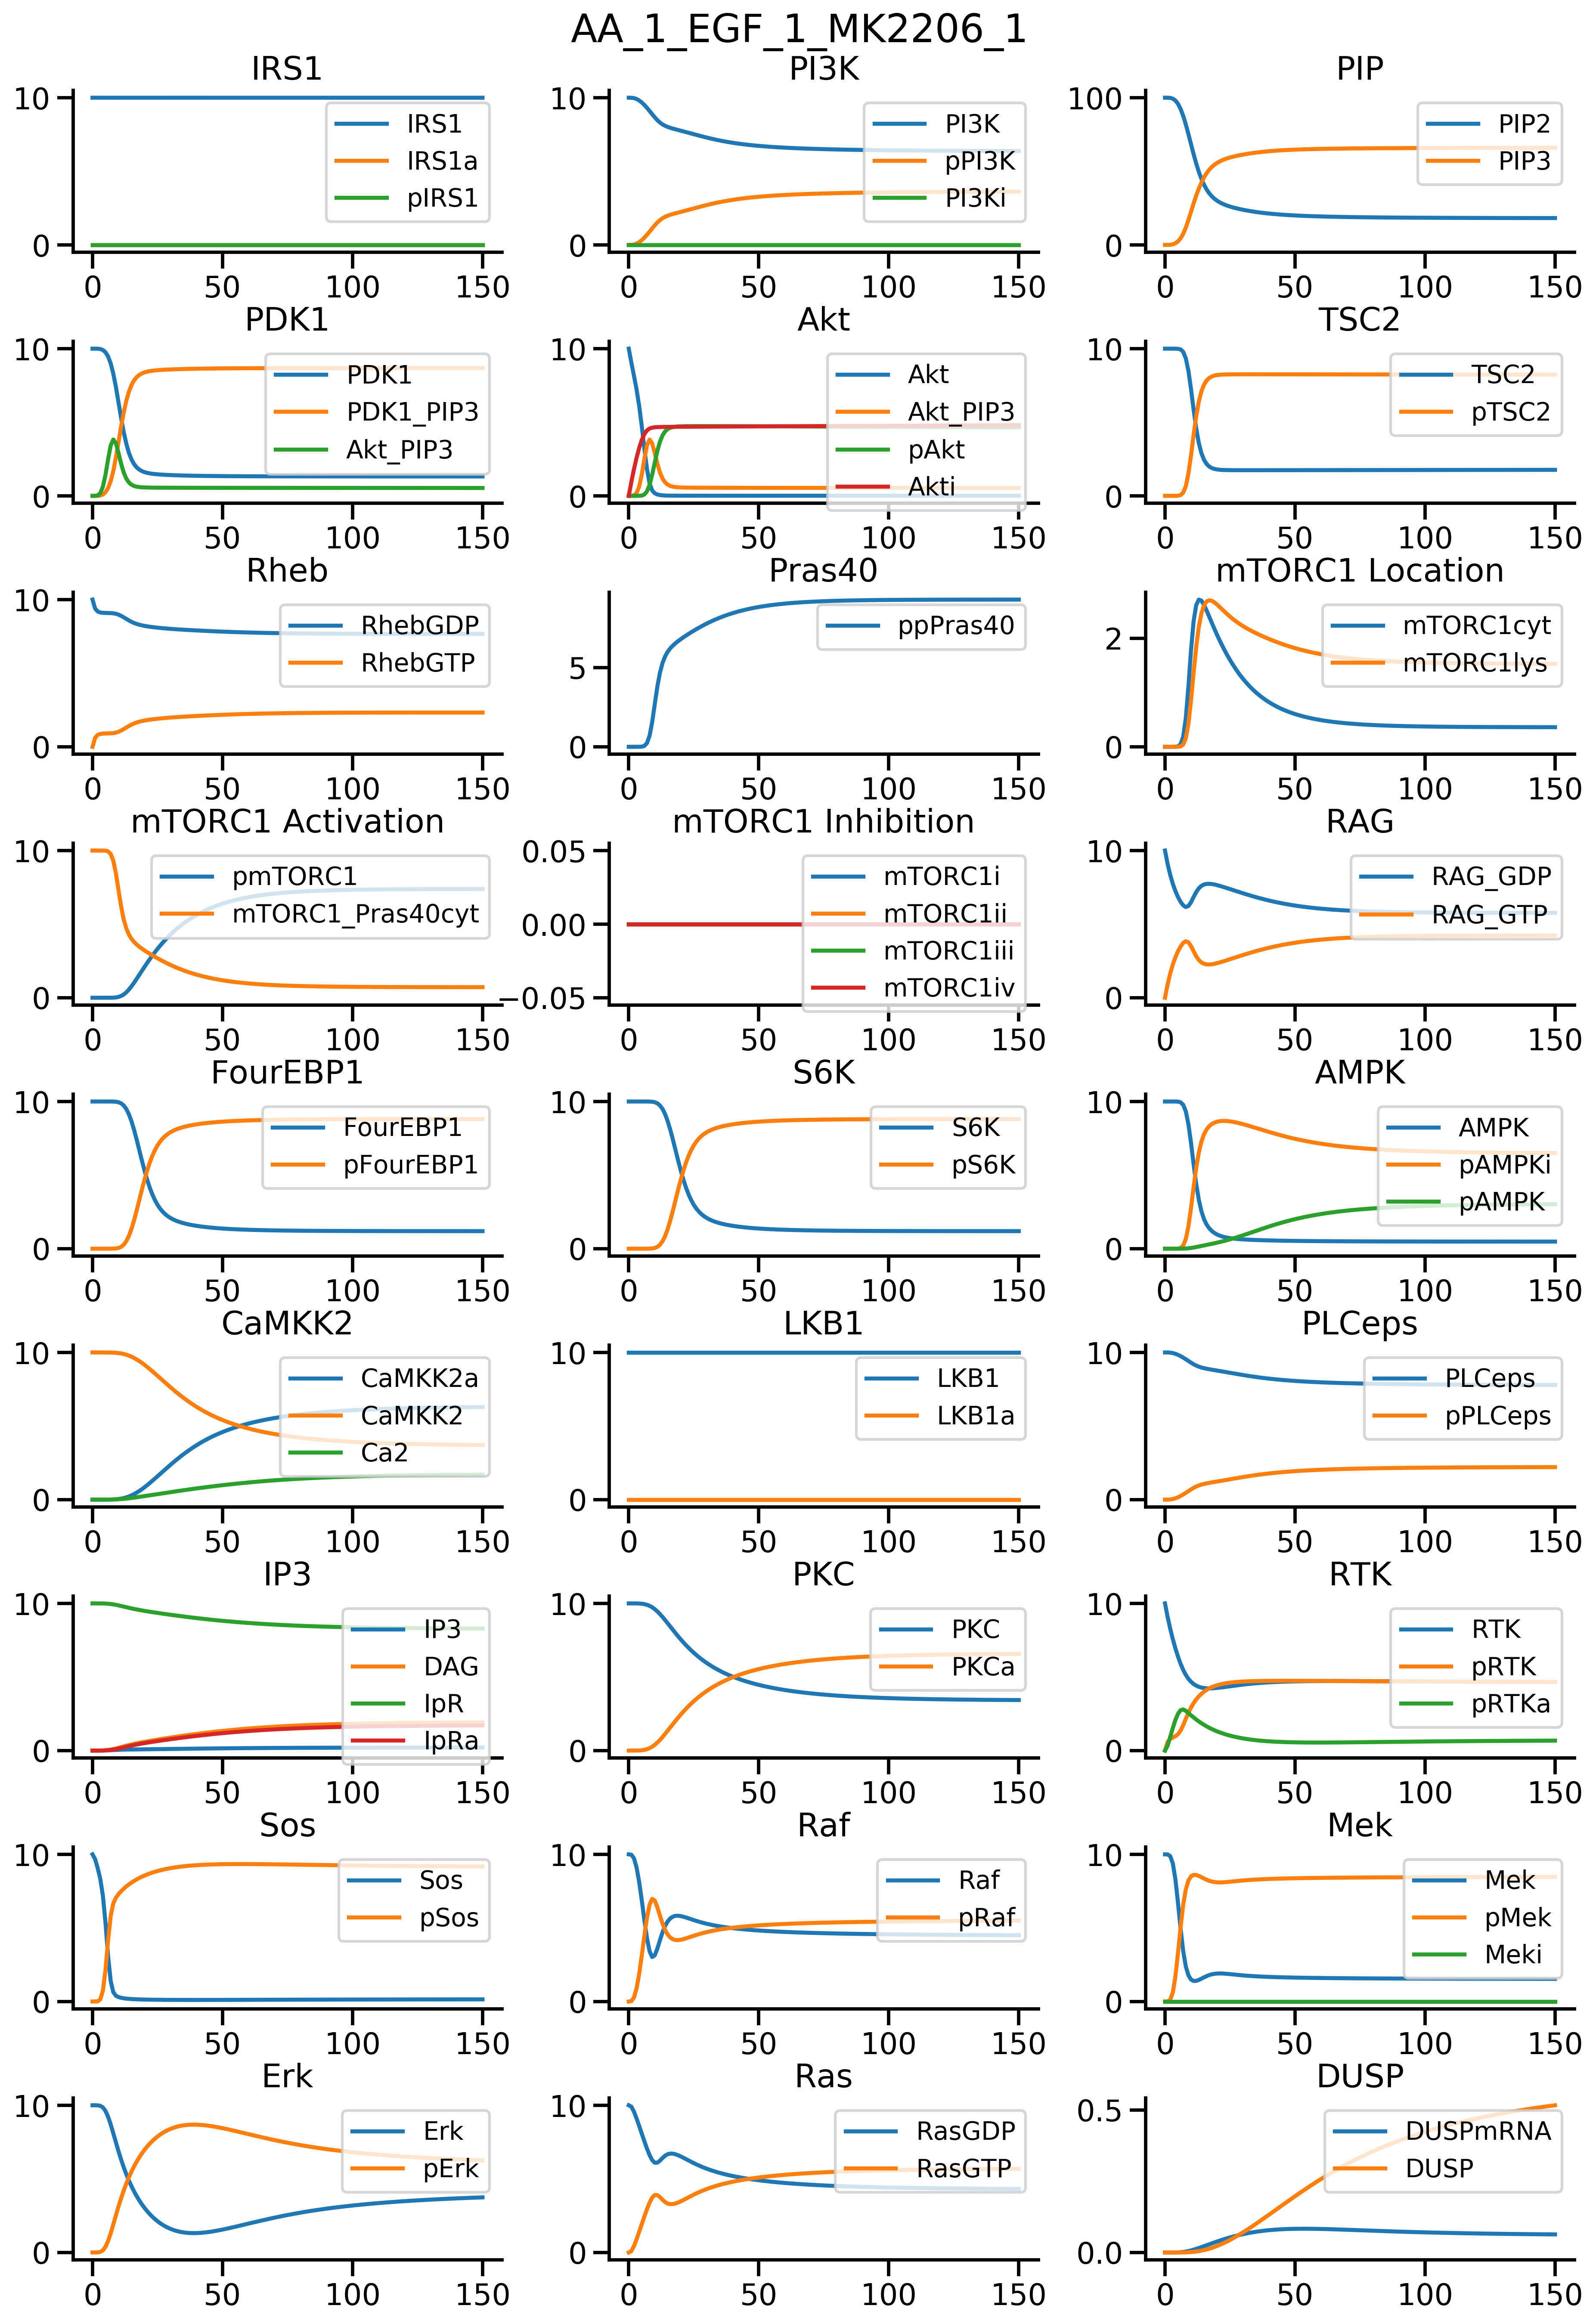 AA_1_EGF_1_MK2206_1
IRS1
10
0
0 50 100 150
IRS1
IRS1a
pIRS1
PI3K
10
0
0 50 100 150
PI3K
pPI3K
PI3Ki
PIP
100
0
0 50 100 150
PIP2
PIP3
PDK1
10
0
0 50 100 150
PDK1
PDK1_PIP3
Akt_PIP3
Akt
10
0
0 50 100 150
Akt
Akt_PIP3
pAkt
Akti
TSC2
10
0
0 50 100 150
TSC2
pTSC2
Rheb
10
0
0 50 100 150
RhebGDP
RhebGTP
Pras40
5
0
0 50 100 150
ppPras40
mTORC1 Location
2
0
0 50 100 150
mTORC1cyt
mTORC1lys
mTORC1 Activation
10
0
0 50 100 150
pmTORC1
mTORC1_Pras40cyt
mTORC1 Inhibition
0.05
0.00
−0.05
0 50 100 150
mTORC1i
mTORC1ii
mTORC1iii
mTORC1iv
RAG
10
0
0 50 100 150
RAG_GDP
RAG_GTP
FourEBP1
10
0
0 50 100 150
FourEBP1
pFourEBP1
S6K
10
0
0 50 100 150
S6K
pS6K
AMPK
10
0
0 50 100 150
AMPK
pAMPKi
pAMPK
CaMKK2
10
0
0 50 100 150
CaMKK2a
CaMKK2
Ca2
LKB1
10
0
0 50 100 150
LKB1
LKB1a
PLCeps
10
0
0 50 100 150
PLCeps
pPLCeps
IP3
10
0
0 50 100 150
IP3
DAG
IpR
IpRa
PKC
10
0
0 50 100 150
PKC
PKCa
RTK
10
0
0 50 100 150
RTK
pRTK
pRTKa
Sos
10
0
0 50 100 150
Sos
pSos
Raf
10
0
0 50 100 150
Raf
pRaf
Mek
10
0
0 50 100 150
Mek
pMek
Meki
Erk
10
0
0 50 100 150
Erk
pErk
Ras
10
0
0 50 100 150
RasGDP
RasGTP
DUSP
0.5
0.0
0 50 100 150
DUSPmRNA
DUSP